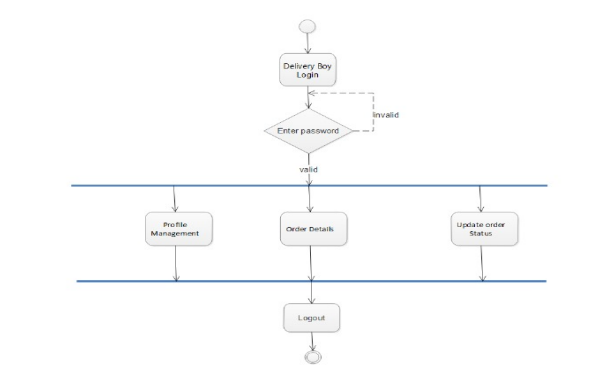 Delivery Boy
Login
Invalid
Enter password
valid
Profile
Management
Order Details
Update order
Status
Logout